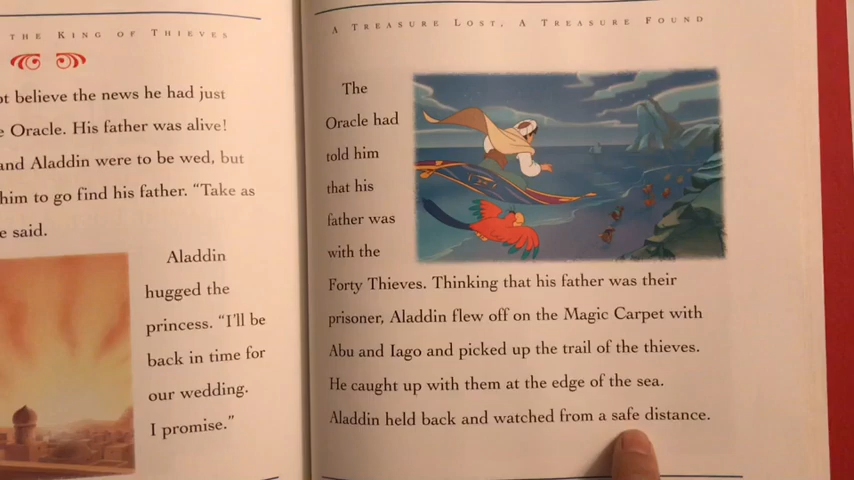 THE KING OF THIEVES
believe the news he had just
Oracle. His father was alive!
and Aladdin were to be wed, but
him to go find his father. “Take as
said.
Aladdin
hugged the
princess. “I’ll be
back in time for
our wedding.
I promise.”
A TREASURE LOST, A TREASURE FOUND
The
Oracle had
told him
that his
father was
with the
Forty Thieves. Thinking that his father was their
prisoner, Aladdin flew off on the Magic Carpet with
Abu and Iago and picked up the trail of the thieves.
He caught up with them at the edge of the sea.
Aladdin held back and watched from a safe distance.